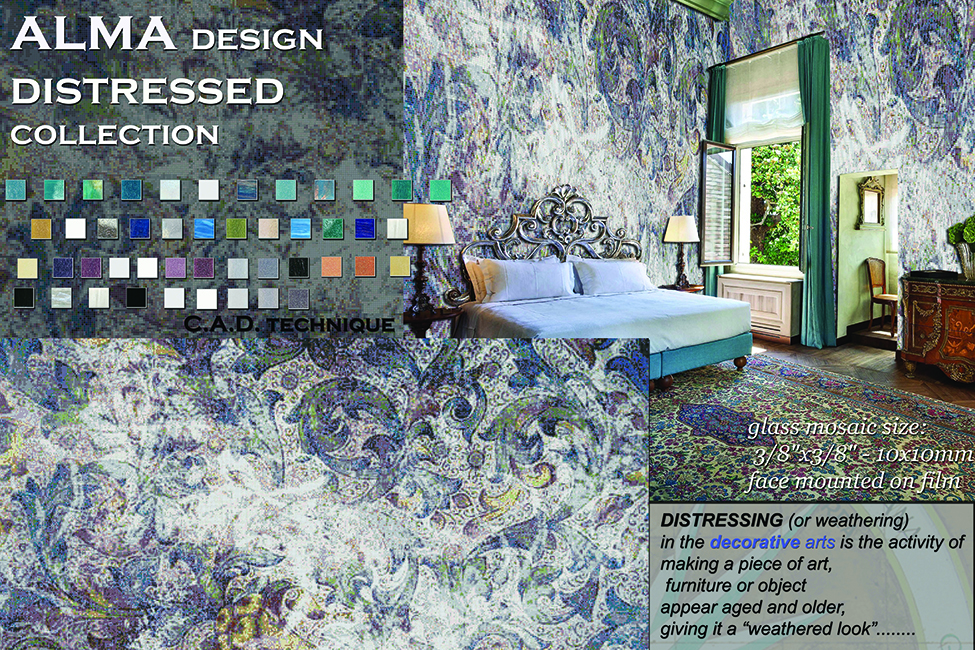 ALMA DESIGN
DISTRESSED
COLLECTION
C.A.D. TECHNIQUE
glass mosaic size:
3/8"x3/8" - 10x10mm
face mounted on film
DISTRESSING (or weathering)
in the decorative arts is the activity of
making a piece of art,
furniture or object
appear aged and older,
giving it a “weathered look”........